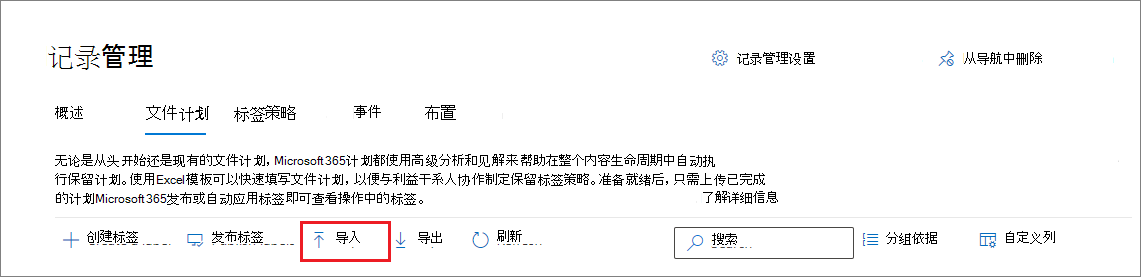 记录管理
记录管理设置
从导航中删除
概述
文件计划
标签策略
事件
布置
无论是从头开始还是现有的文件计划，Microsoft365计划都使用高级分析和见解来帮助在整个内容生命周期中自动执
行保留计划。使用Excel模板可以快速填写文件计划，以便与利益干系人协作制定保留标签策略。准备就绪后，只需上传已完成
的计划Microsoft365发布或自动应用标签即可查看操作中的标签。
了解详细信息
创建标签
发布标签
导入
导出
刷新
搜索
分组依据
自定义列